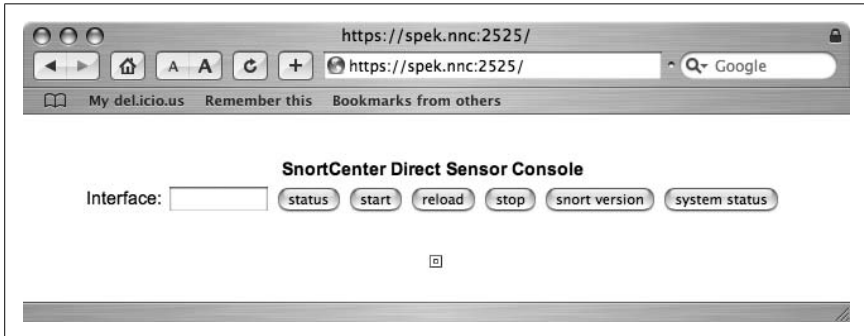 https://spek.nnc:2525/
A A https://spek.nnc:2525/ Google
My del.icio.us Remember this Bookmarks from others
SnortCenter Direct Sensor Console
Interface: status start reload stop snort version system status